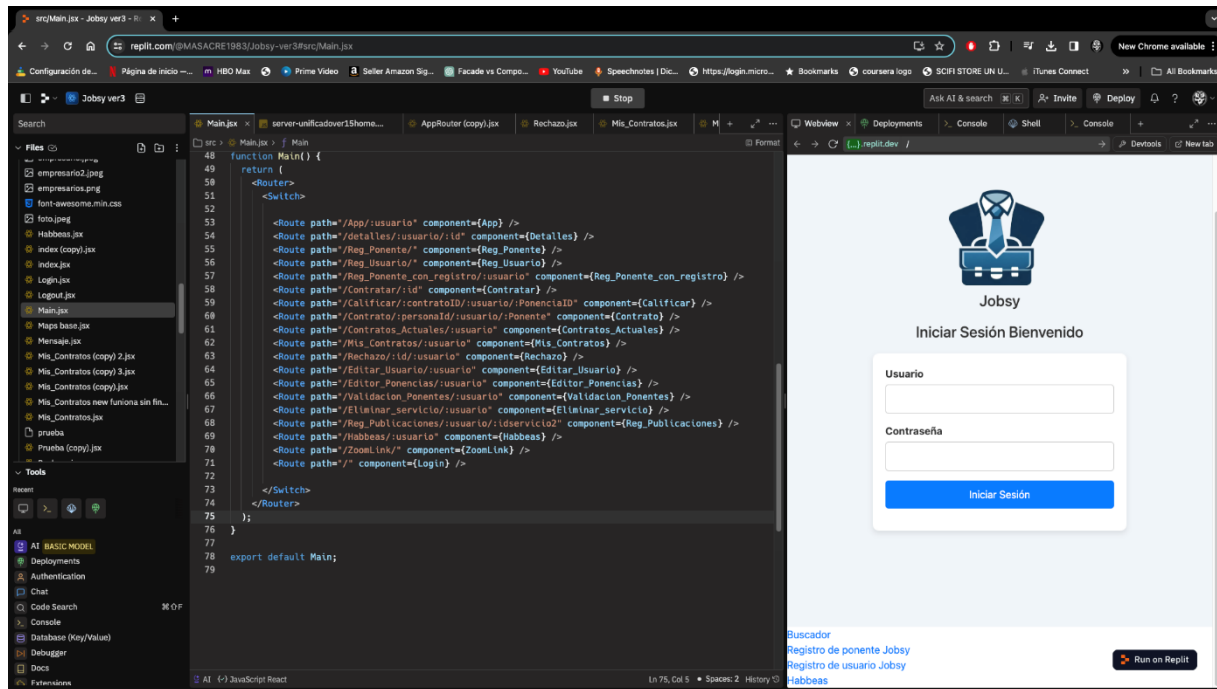 src/Main.jsx - Jobsy ver3 - Re
replit.com/@MASACRE1983/Jobsy-ver3#src/Main.jsx
New Chrome available
Configuración de...
Página de inicio —...
HBO Max
Prime Video
Seller Amazon Sig...
Facade vs Compo...
YouTube
Speechnotes | Dic...
https://login.micro...
Bookmarks
coursera logo
SCIFI STORE UN U...
iTunes Connect
»
All Bookmarks
Jobsy ver3
Stop
Ask AI & search ⌘ K
Invite
Deploy
Search
Files
empresario2.jpeg
empresarios.png
font-awesome.min.css
foto.jpeg
Habbeas.jsx
index (copy).jsx
index.jsx
Login.jsx
Logout.jsx
Main.jsx
Maps base.jsx
Mensaje.jsx
Mis_Contratos (copy) 2.jsx
Mis_Contratos (copy) 3.jsx
Mis_Contratos (copy).jsx
Mis_Contratos new funiona sin fin...
Mis_Contratos.jsx
prueba
Prueba (copy).jsx
Tools
Recent
All
AI BASIC MODEL
Deployments
Authentication
Chat
Code Search ⌘⇧F
Console
Database (Key/Value)
Debugger
Docs
Extensions
Main.jsx
server-unificadover15home....
AppRouter (copy).jsx
Rechazo.jsx
Mis_Contratos.jsx
M
src > Main.jsx > f Main
Format
48 function Main() {
49 return (
50 <Router>
51 <Switch>
52
53 <Route path="/App/:usuario" component={App} />
54 <Route path="/detalles/:usuario/:id" component={Detalles} />
55 <Route path="/Reg_Ponente/" component={Reg_Ponente} />
56 <Route path="/Reg_Usuario/" component={Reg_Usuario} />
57 <Route path="/Reg_Ponente_con_registro/:usuario" component={Reg_Ponente_con_registro} />
58 <Route path="/Contratar/:id" component={Contratar} />
59 <Route path="/Calificar/:contratoID/:usuario/:PonenciaID" component={Calificar} />
60 <Route path="/Contrato/:personaId/:usuario/:Ponente" component={Contrato} />
61 <Route path="/Contratos_Actuales/:usuario" component={Contratos_Actuales} />
62 <Route path="/Mis_Contratos/:usuario" component={Mis_Contratos} />
63 <Route path="/Rechazo/:id/:usuario" component={Rechazo} />
64 <Route path="/Editar_Usuario/:usuario" component={Editar_Usuario} />
65 <Route path="/Editor_Ponencias/:usuario" component={Editor_Ponencias} />
66 <Route path="/Validacion_Ponentes/:usuario" component={Validacion_Ponentes} />
67 <Route path="/Eliminar_servicio/:usuario" component={Eliminar_servicio} />
68 <Route path="/Reg_Publicaciones/:usuario/:idservicio2" component={Reg_Publicaciones} />
69 <Route path="/Habbeas/:usuario" component={Habbeas} />
70 <Route path="/ZoomLink/" component={ZoomLink} />
71 <Route path="/" component={Login} />
72
73 </Switch>
74 </Router>
75 );
76 }
77
78 export default Main;
79
AI {..} JavaScript React
Ln 75, Col 5 • Spaces: 2 History
Webview
Deployments
Console
Shell
Console
{...}.replit.dev /
Devtools
New tab
Jobsy
Iniciar Sesión Bienvenido
Usuario
Contraseña
Iniciar Sesión
Buscador
Registro de ponente Jobsy
Registro de usuario Jobsy
Habbeas
Run on Replit